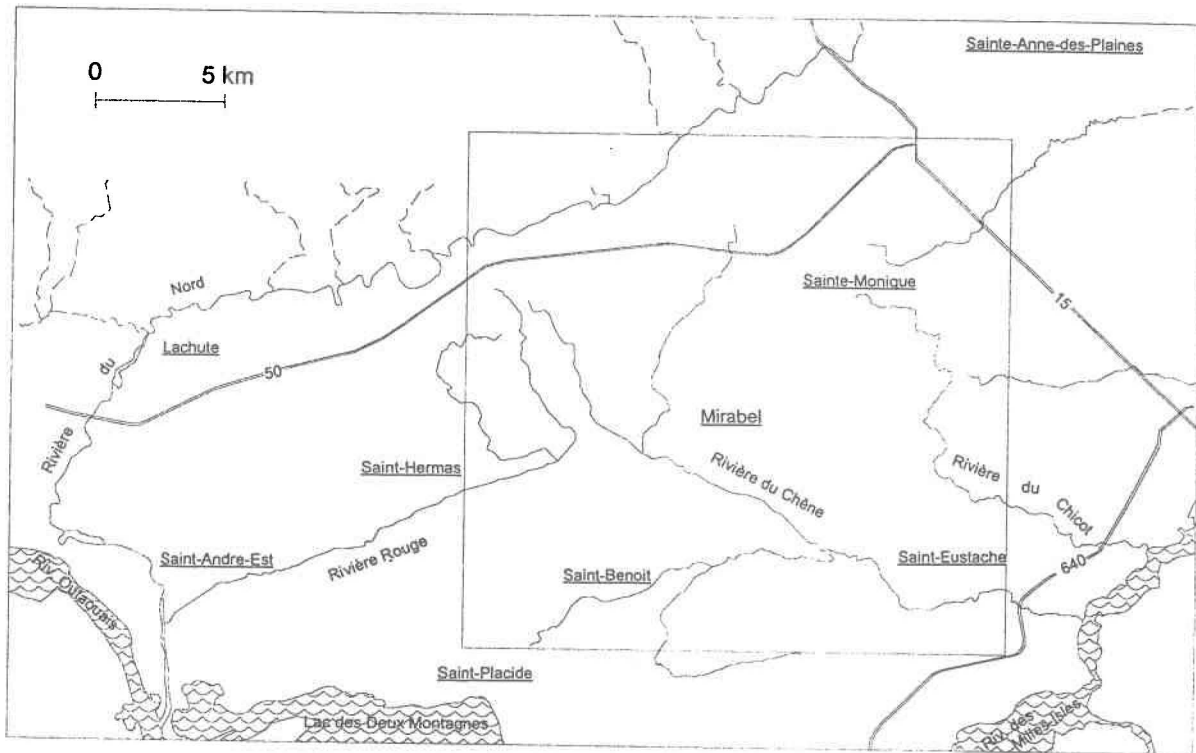 Sainte-Anne-des-Plaines
0 5 km
Nord
Sainte-Monique
15
du
Lachute
50
Mirabel
Rivière
Saint-Hermas
Rivière du Chêne
Rivière du Chicot
Saint-Andre-Est
Rivière Rouge
Saint-Benoit
Saint-Eustache
640
Riv. Outaouais
Saint-Placide
Lac des Deux Montagnes
Riv. des
Milles-Isles